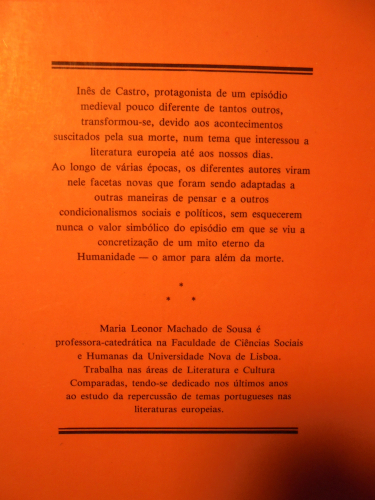 Inês de Castro, protagonista de um episódio
medieval pouco diferente de tantos outros,
transformou-se, devido aos acontecimentos
suscitados pela sua morte, num tema que interessou a
literatura europeia até aos nossos dias.
Ao longo de várias épocas, os diferentes autores viram
nele facetas novas que foram sendo adaptadas a
outras maneiras de pensar e a outros
condicionalismos sociais e políticos, sem esquecerem
nunca o valor simbólico do episódio em que se viu a
concretização de um mito eterno da
Humanidade — o amor para além da morte.
*
* *
Maria Leonor Machado de Sousa é
professora-catedrática na Faculdade de Ciências Sociais
e Humanas da Universidade Nova de Lisboa.
Trabalha nas áreas de Literatura e Cultura
Comparadas, tendo-se dedicado nos últimos anos
ao estudo da repercussão de temas portugueses nas
literaturas europeias.